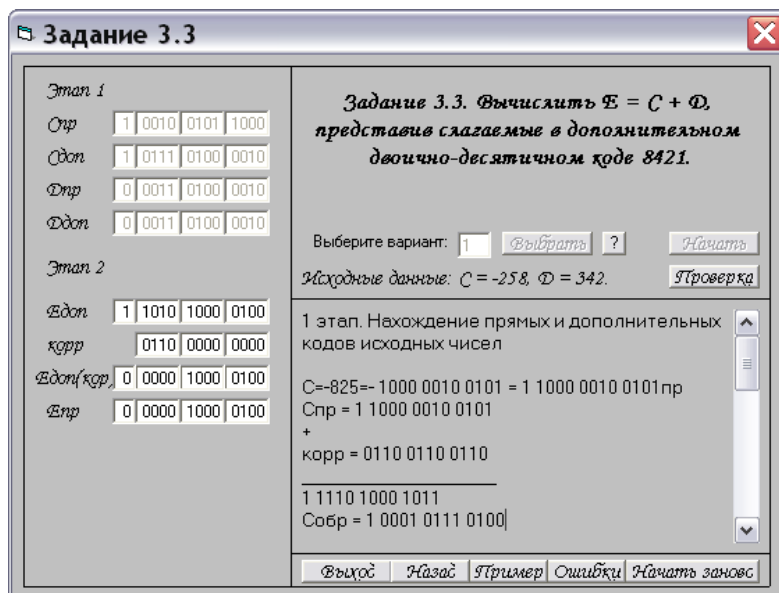 Задание 3.3
Этап 1
Спр 1 0010 0101 1000
Сдоп 1 0111 0100 0010
Dпр 0 0011 0100 0010
Dдоп 0 0011 0100 0010
Этап 2
Едоп 1 1010 1000 0100
корр 0110 0000 0000
Едоп(кор) 0 0000 1000 0100
Епр 0 0000 1000 0100
Задание 3.3. Вычислить E = C + D,
представив слагаемые в дополнительном
двоично-десятичном коде 8421.
Выберите вариант: 1 Выбрать ? Начать
Исходные данные: C = -258, D = 342. Проверка
1 этап. Нахождение прямых и дополнительных
кодов исходных чисел
С=-825=- 1000 0010 0101 = 1 1000 0010 0101пр
Спр = 1 1000 0010 0101
+
корр = 0110 0110 0110
1 1110 1000 1011
Собр = 1 0001 0111 0100
Выход Назад Пример Ошибки Начать заново